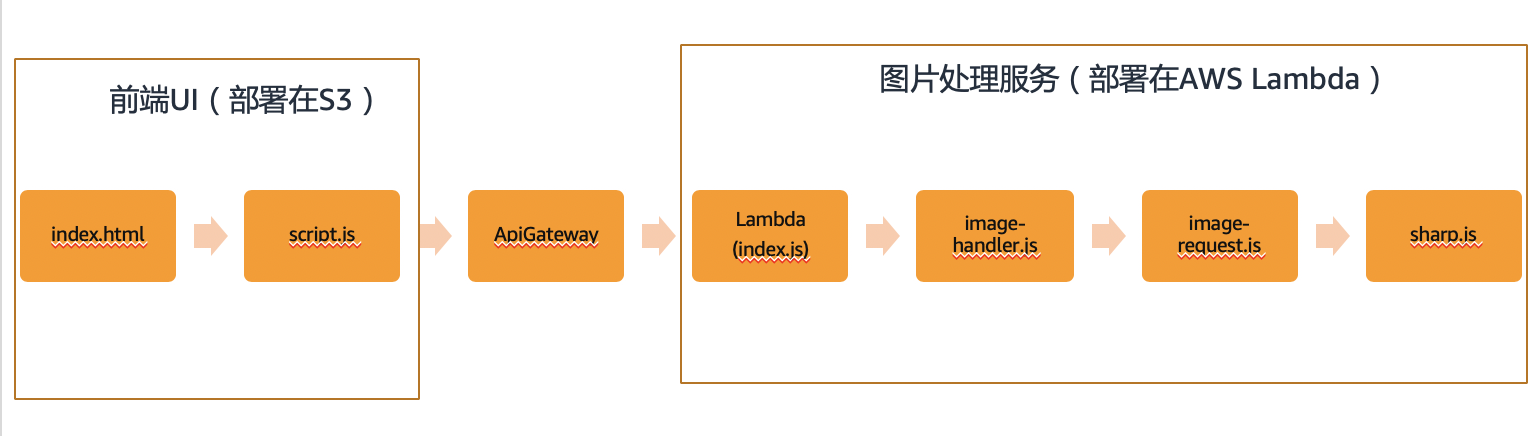 前端UI（部署在S3）
图片处理服务（部署在AWS Lambda）
index.html
script.js
ApiGateway
Lambda
(index.js)
image-
handler.js
image-
request.js
sharp.js